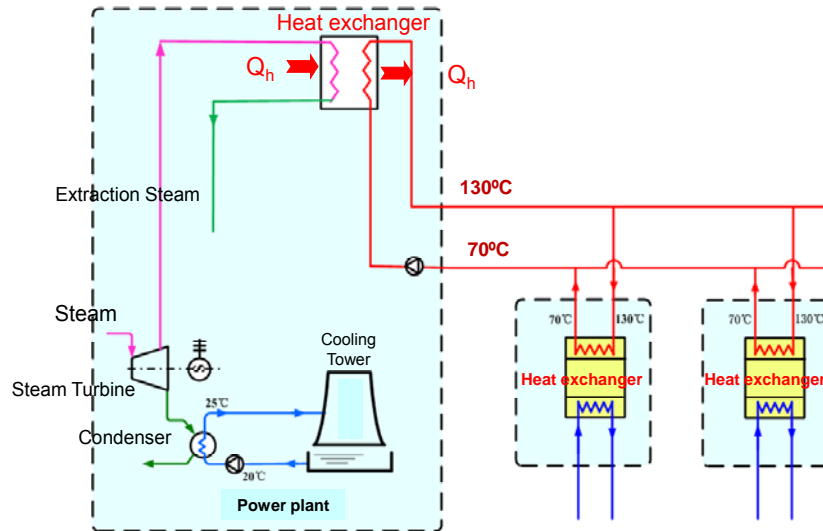 Heat exchanger
Qh
Qh
Extraction Steam
130ºC
70ºC
Steam
Steam Turbine
Condenser
25℃
20℃
Cooling
Tower
Power plant
70℃
130℃
Heat exchanger
70℃
130℃
Heat exchanger